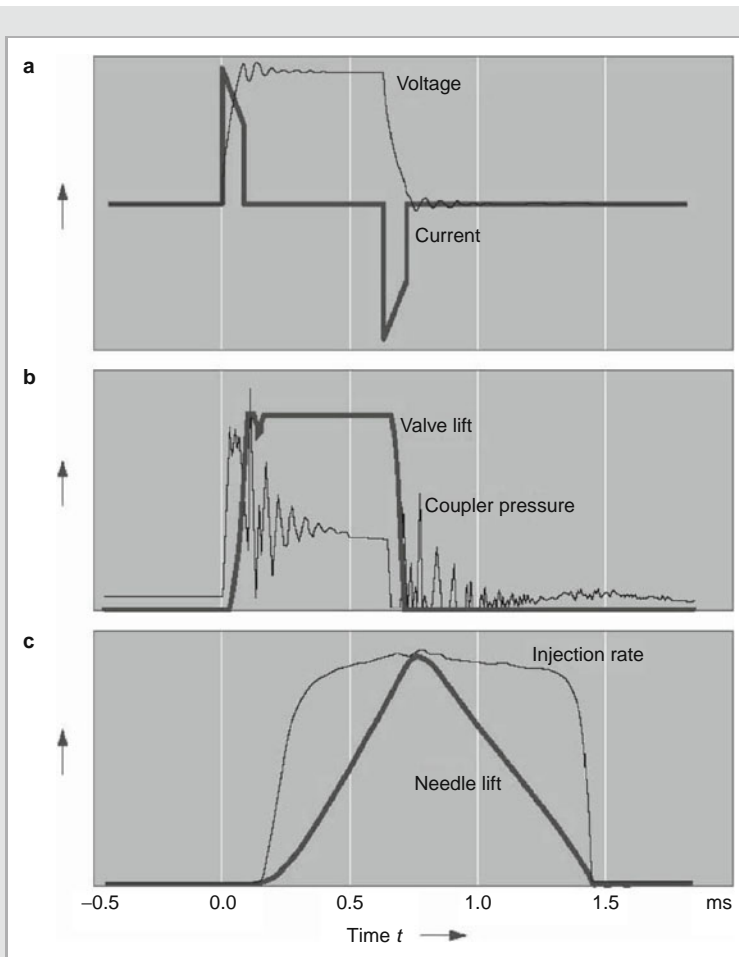 a
Voltage
Current
b
Valve lift
Coupler pressure
c
Injection rate
Needle lift
−0.5 0.0 0.5 1.0 1.5 ms
Time t